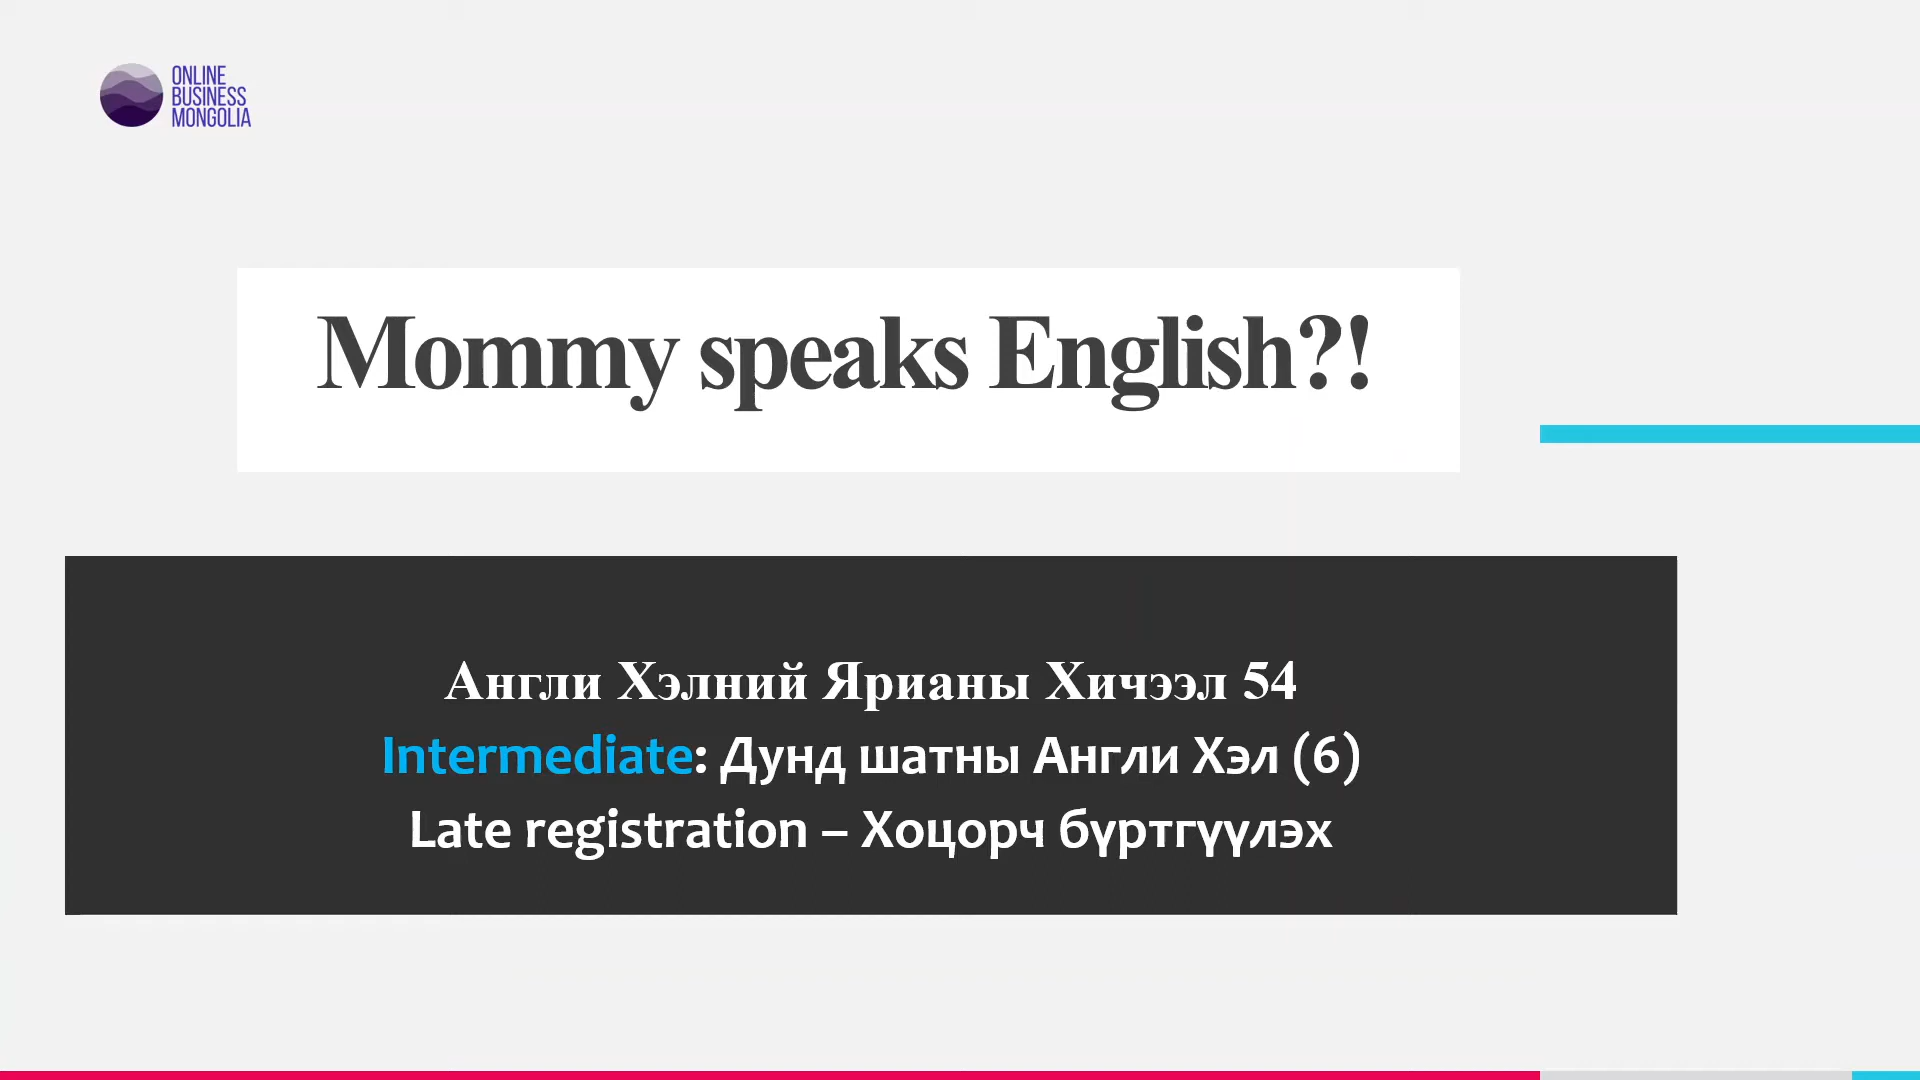 ONLINE
BUSINESS
MONGOLIA
Mommy speaks English?!
Англи Хэлний Ярианы Хичээл 54
Intermediate: Дунд шатны Англи Хэл (6)
Late registration – Хоцорч бүртгүүлэх